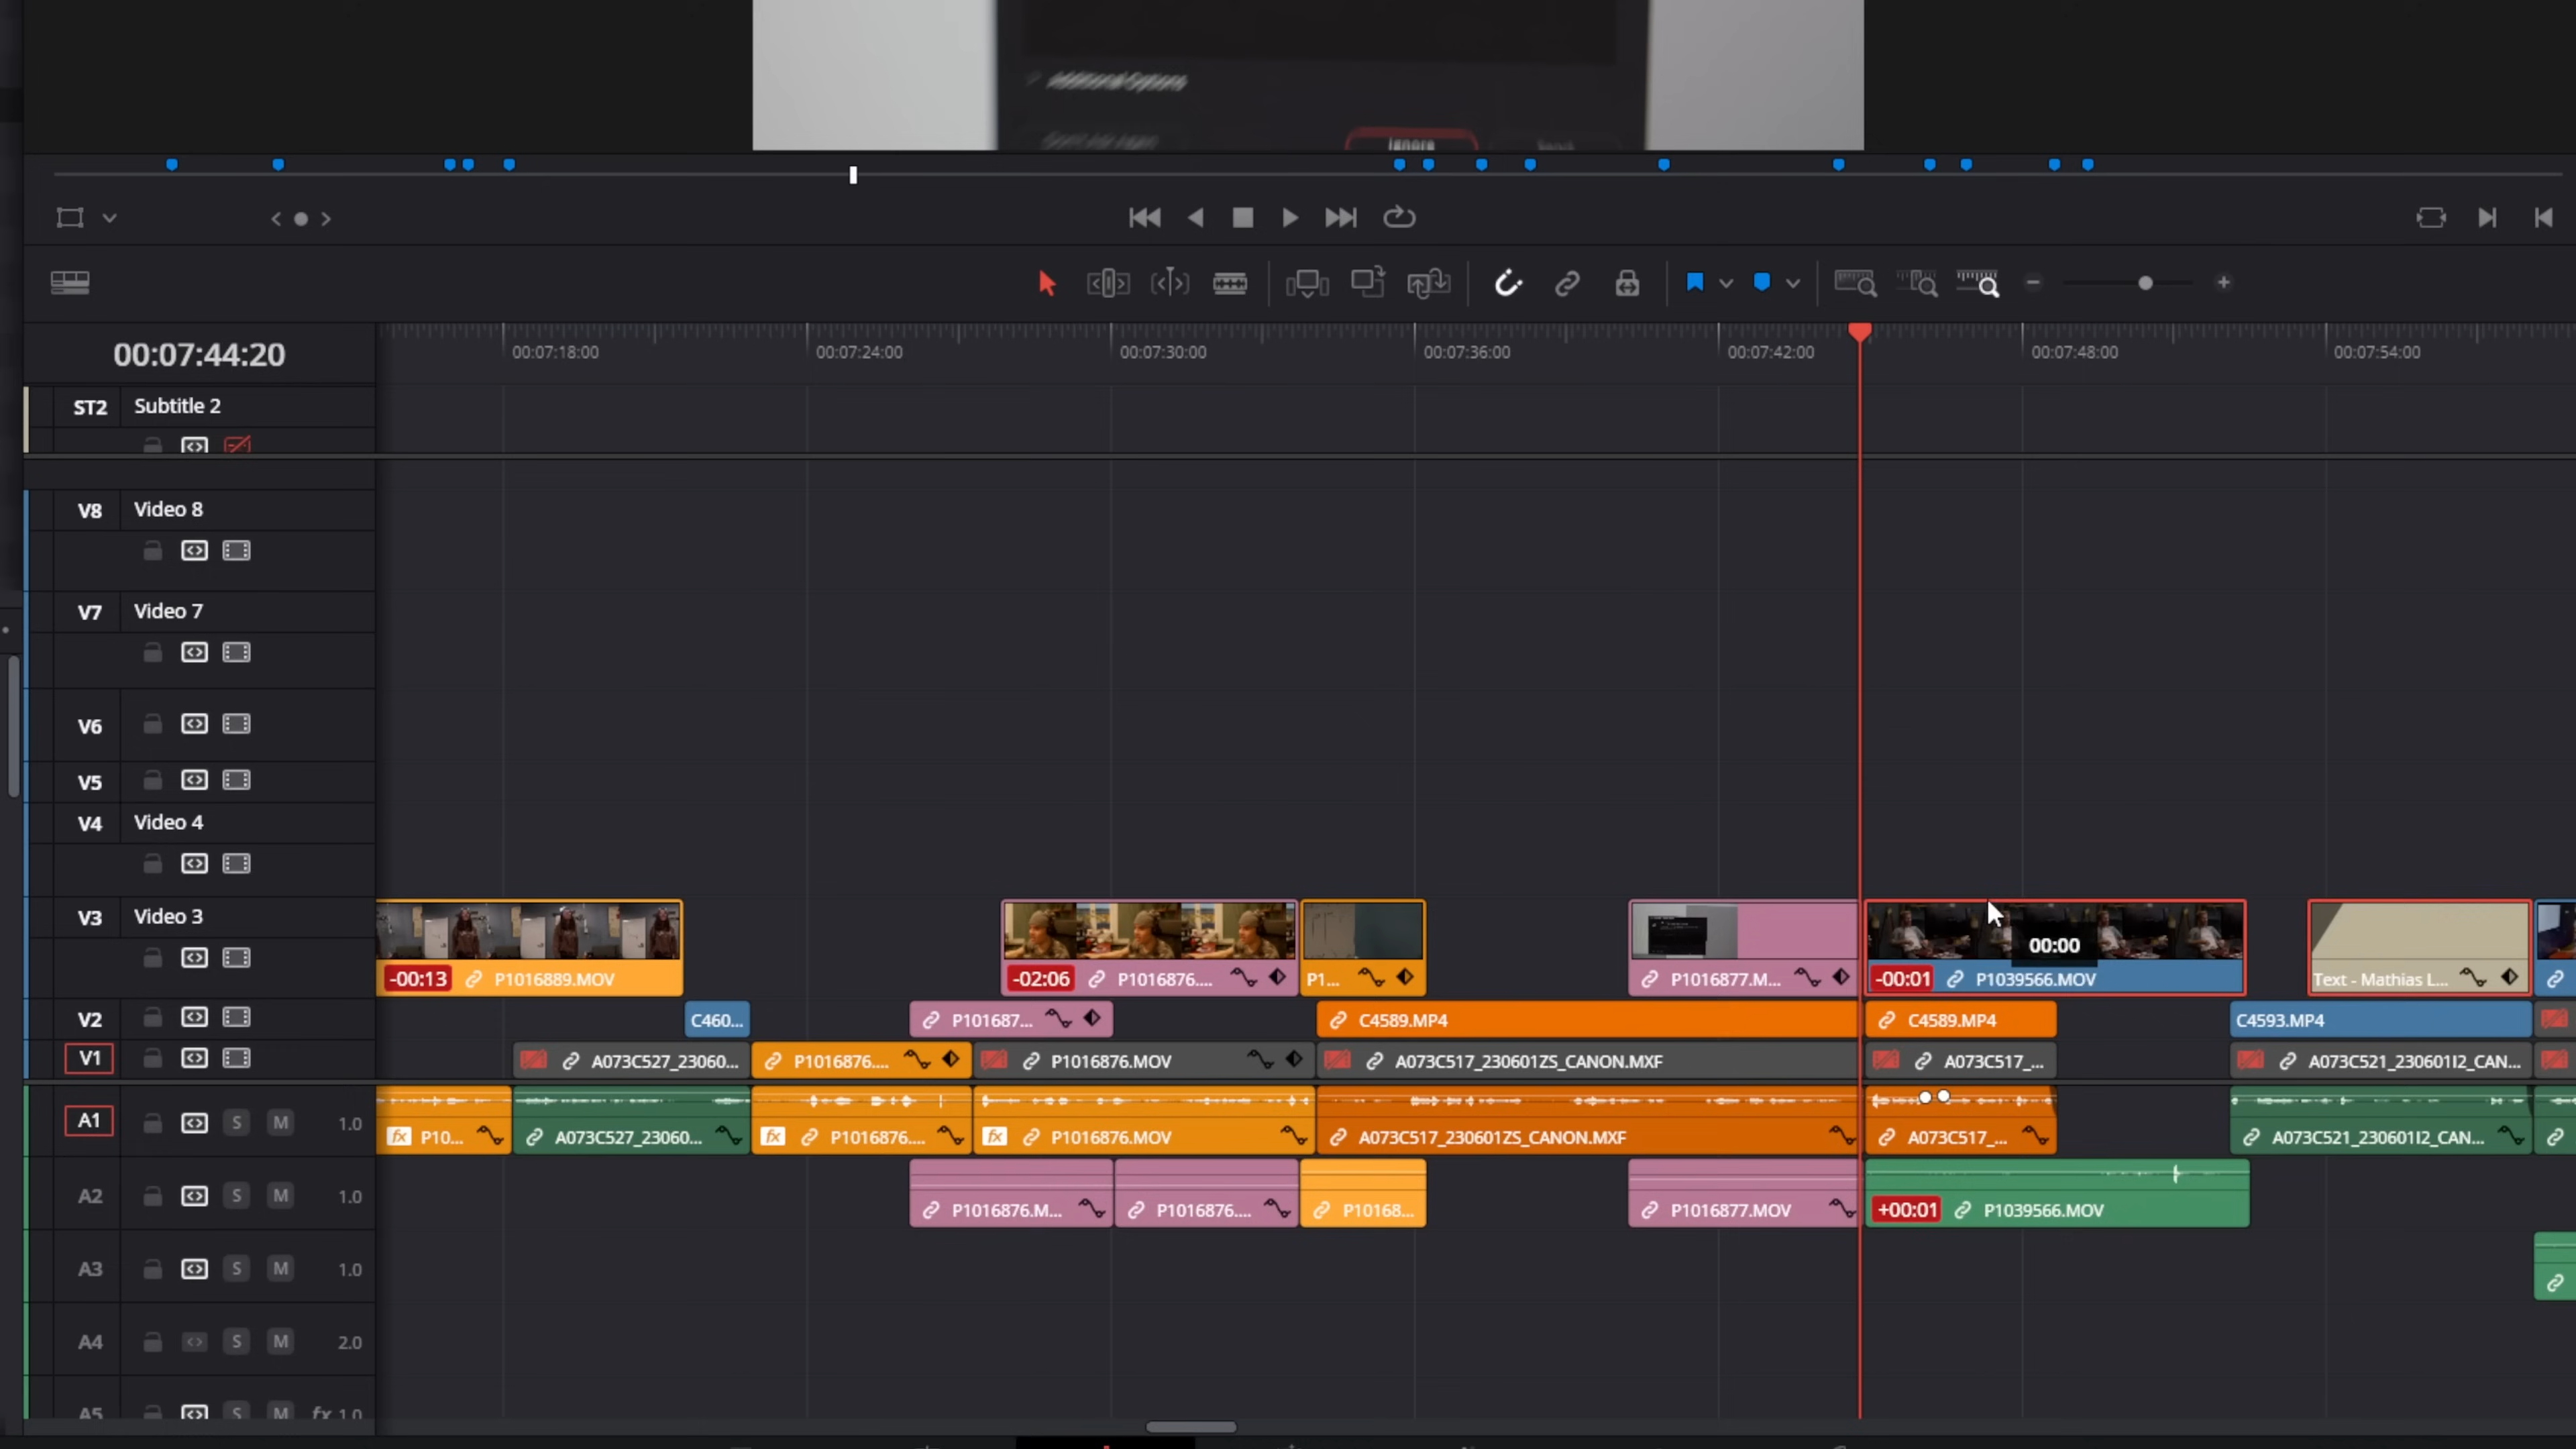 Additional Options
Ignore
00:07:44:20
00:07:18:00
00:07:24:00
00:07:30:00
00:07:36:00
00:07:42:00
00:07:48:00
00:07:54:00
ST2 Subtitle 2
V8 Video 8
V7 Video 7
V6
V5
V4 Video 4
V3 Video 3
00:00
-00:13 P1016889.MOV
-02:06 P1016876....
P1...
P1016877.M...
-00:01 P1039566.MOV
Text - Mathias L...
V2
C460...
P101687...
C4589.MP4
C4589.MP4
C4593.MP4
V1
A073C527_23060...
P1016876....
P1016876.MOV
A073C517_230601ZS_CANON.MXF
A073C517_...
A073C521_230601I2_CAN...
A1 S M 1.0
fx P10...
A073C527_23060...
fx P1016876....
fx P1016876.MOV
A073C517_230601ZS_CANON.MXF
A073C517_...
A073C521_230601I2_CAN...
A2 S M 1.0
P1016876.M...
P1016876....
P10168...
P1016877.MOV
+00:01 P1039566.MOV
A3 S M 1.0
A4 S M 2.0
A5 S M fx 1.0